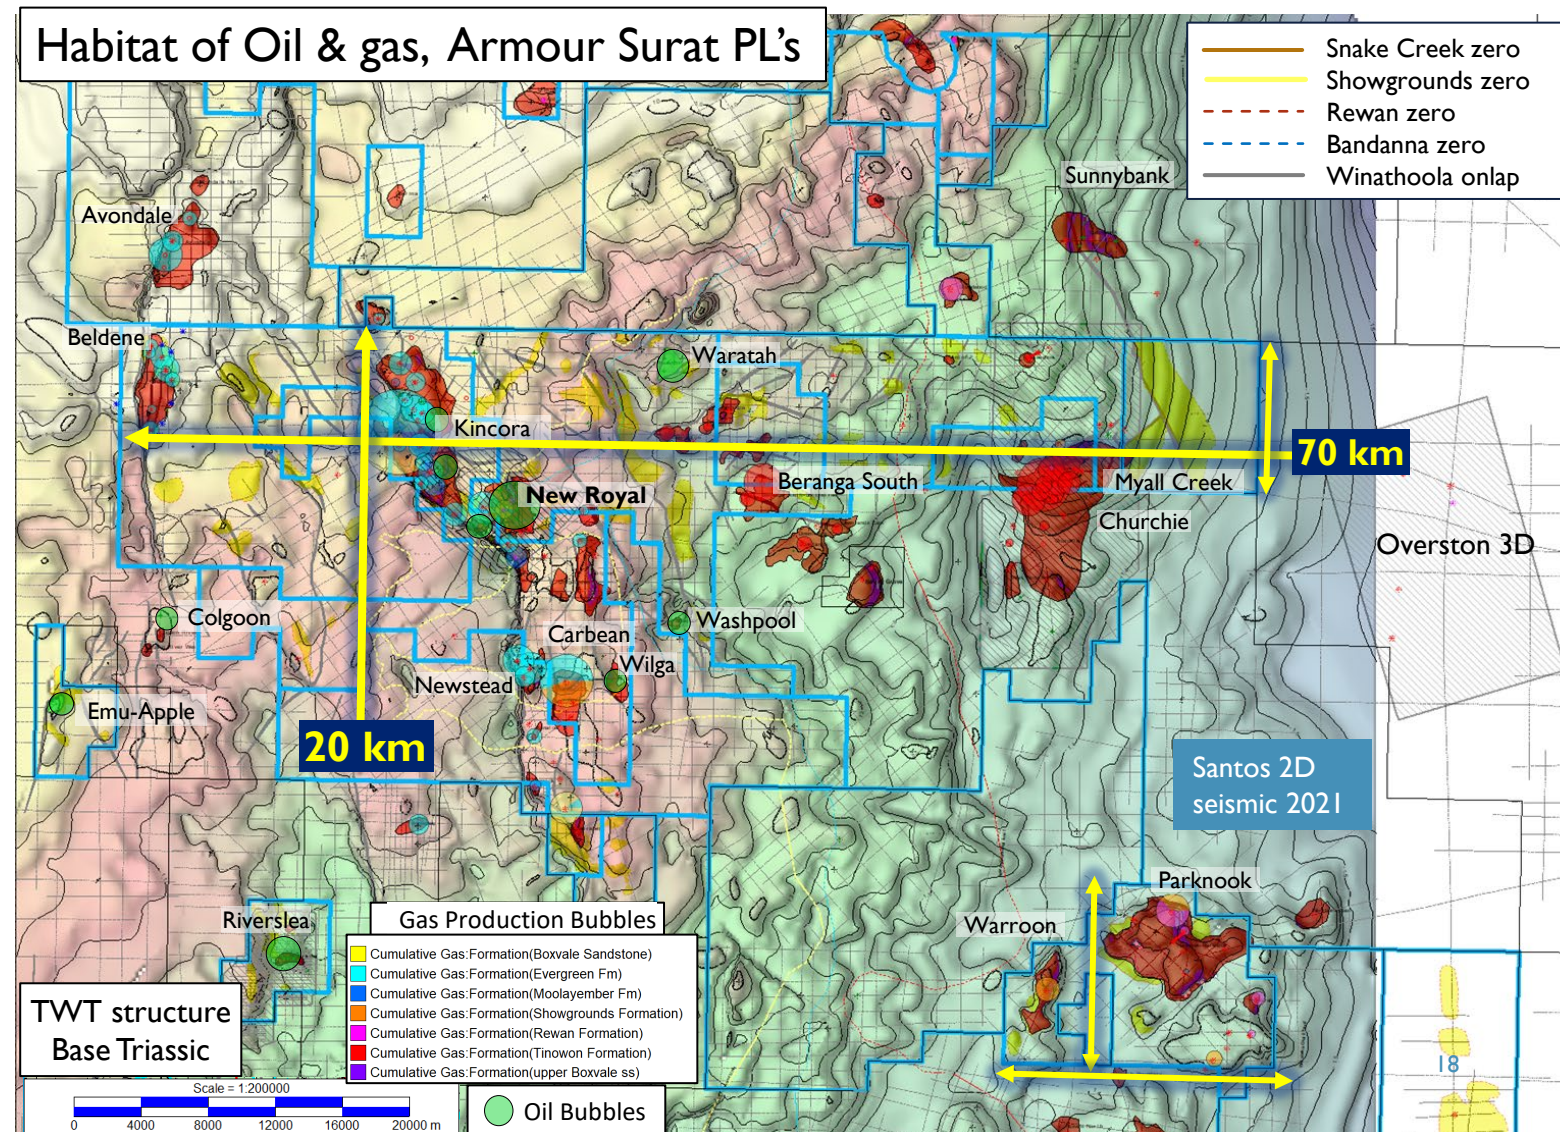 Habitat of Oil & gas, Armour Surat PL's
Snake Creek zero
Showgrounds zero
Rewan zero
Bandanna zero
Winathoola onlap
Sunnybank
Avondale
Beldene
Waratah
Kincora
70 km
New Royal
Beranga South
Myall Creek
Churchie
Overston 3D
Colgoon
Washpool
Carbean
Wilga
Newstead
Emu-Apple
20 km
Santos 2D
seismic 2021
Parknook
Warroon
Riverslea
Gas Production Bubbles
Cumulative Gas:Formation(Boxvale Sandstone)
Cumulative Gas:Formation(Evergreen Fm)
Cumulative Gas:Formation(Moolayember Fm)
Cumulative Gas:Formation(Showgrounds Formation)
Cumulative Gas:Formation(Rewan Formation)
Cumulative Gas:Formation(Tinowon Formation)
Cumulative Gas:Formation(upper Boxvale ss)
TWT structure
Base Triassic
18
Scale = 1:200000
0 4000 8000 12000 16000 20000 m
Oil Bubbles